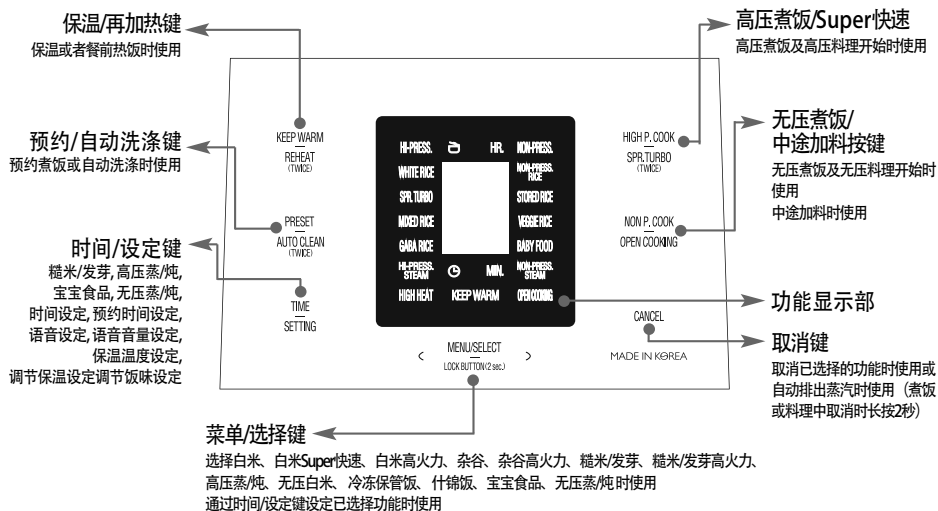 保温/再加热键
保温或者餐前热饭时使用
预约/自动洗涤键
预约煮饭或自动洗涤时使用
时间/设定键
糙米/发芽, 高压蒸/炖,
宝宝食品, 无压蒸/炖,
时间设定, 预约时间设定,
语音设定, 语音音量设定,
保温温度设定,
调节保温设定调节饭味设定
KEEP WARM
REHEAT
(TWICE)
PRESET
AUTO CLEAN
(TWICE)
TIME
SETTING
HI-PRESS.
HR.
NON-PRESS.
WHITE RICE
NON-PRESS.
RICE
SPR. TURBO
STORED RICE
MIXED RICE
VEGGIE RICE
GABA RICE
BABY FOOD
HI-PRESS.
STEAM
MIN.
NON-PRESS.
STEAM
HIGH HEAT
KEEP WARM
OPEN COOKING
< MENU/SELECT >
LOCK BUTTON (2 sec.)
HIGH P. COOK
SPR.TURBO
(TWICE)
NON P. COOK
OPEN COOKING
CANCEL
MADE IN KOREA
高压煮饭/Super快速
高压煮饭及高压料理开始时使用
无压煮饭/
中途加料按键
无压煮饭及无压料理开始时
使用
中途加料时使用
功能显示部
取消键
取消已选择的功能时使用或
自动排出蒸汽时使用（煮饭
或料理中取消时长按2秒）
菜单/选择键
选择白米、白米Super快速、白米高火力、杂谷、杂谷高火力、糙米/发芽、糙米/发芽高火力、
高压蒸/炖、无压白米、冷冻保管饭、什锦饭、宝宝食品、无压蒸/炖 时使用
通过时间/设定键设定已选择功能时使用